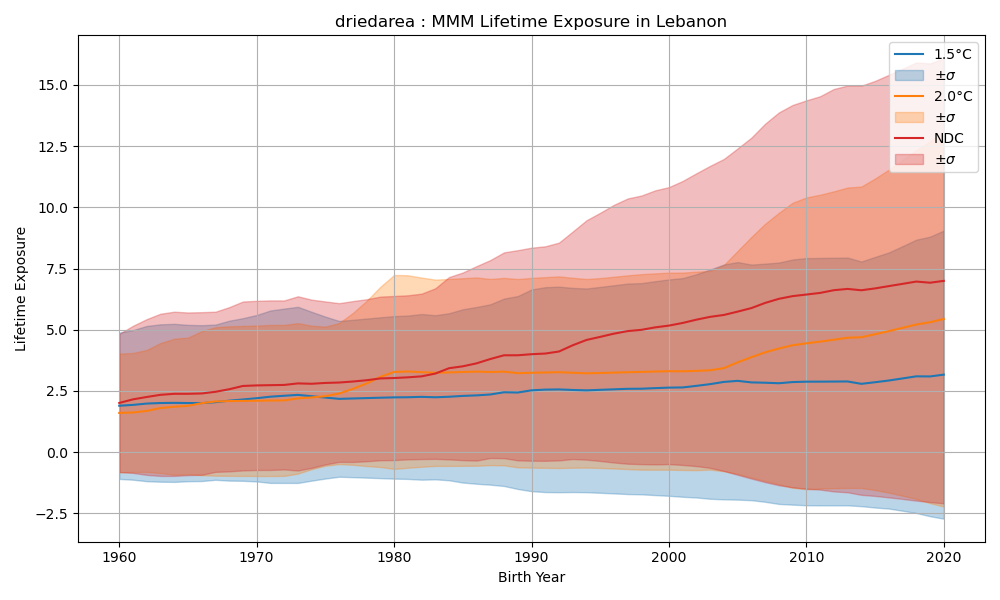 driedarea : MMM Lifetime Exposure in Lebanon
1.5°C
±σ
2.0°C
±σ
NDC
±σ
Lifetime Exposure
15.0
12.5
10.0
7.5
5.0
2.5
0.0
−2.5
1960 1970 1980 1990 2000 2010 2020
Birth Year